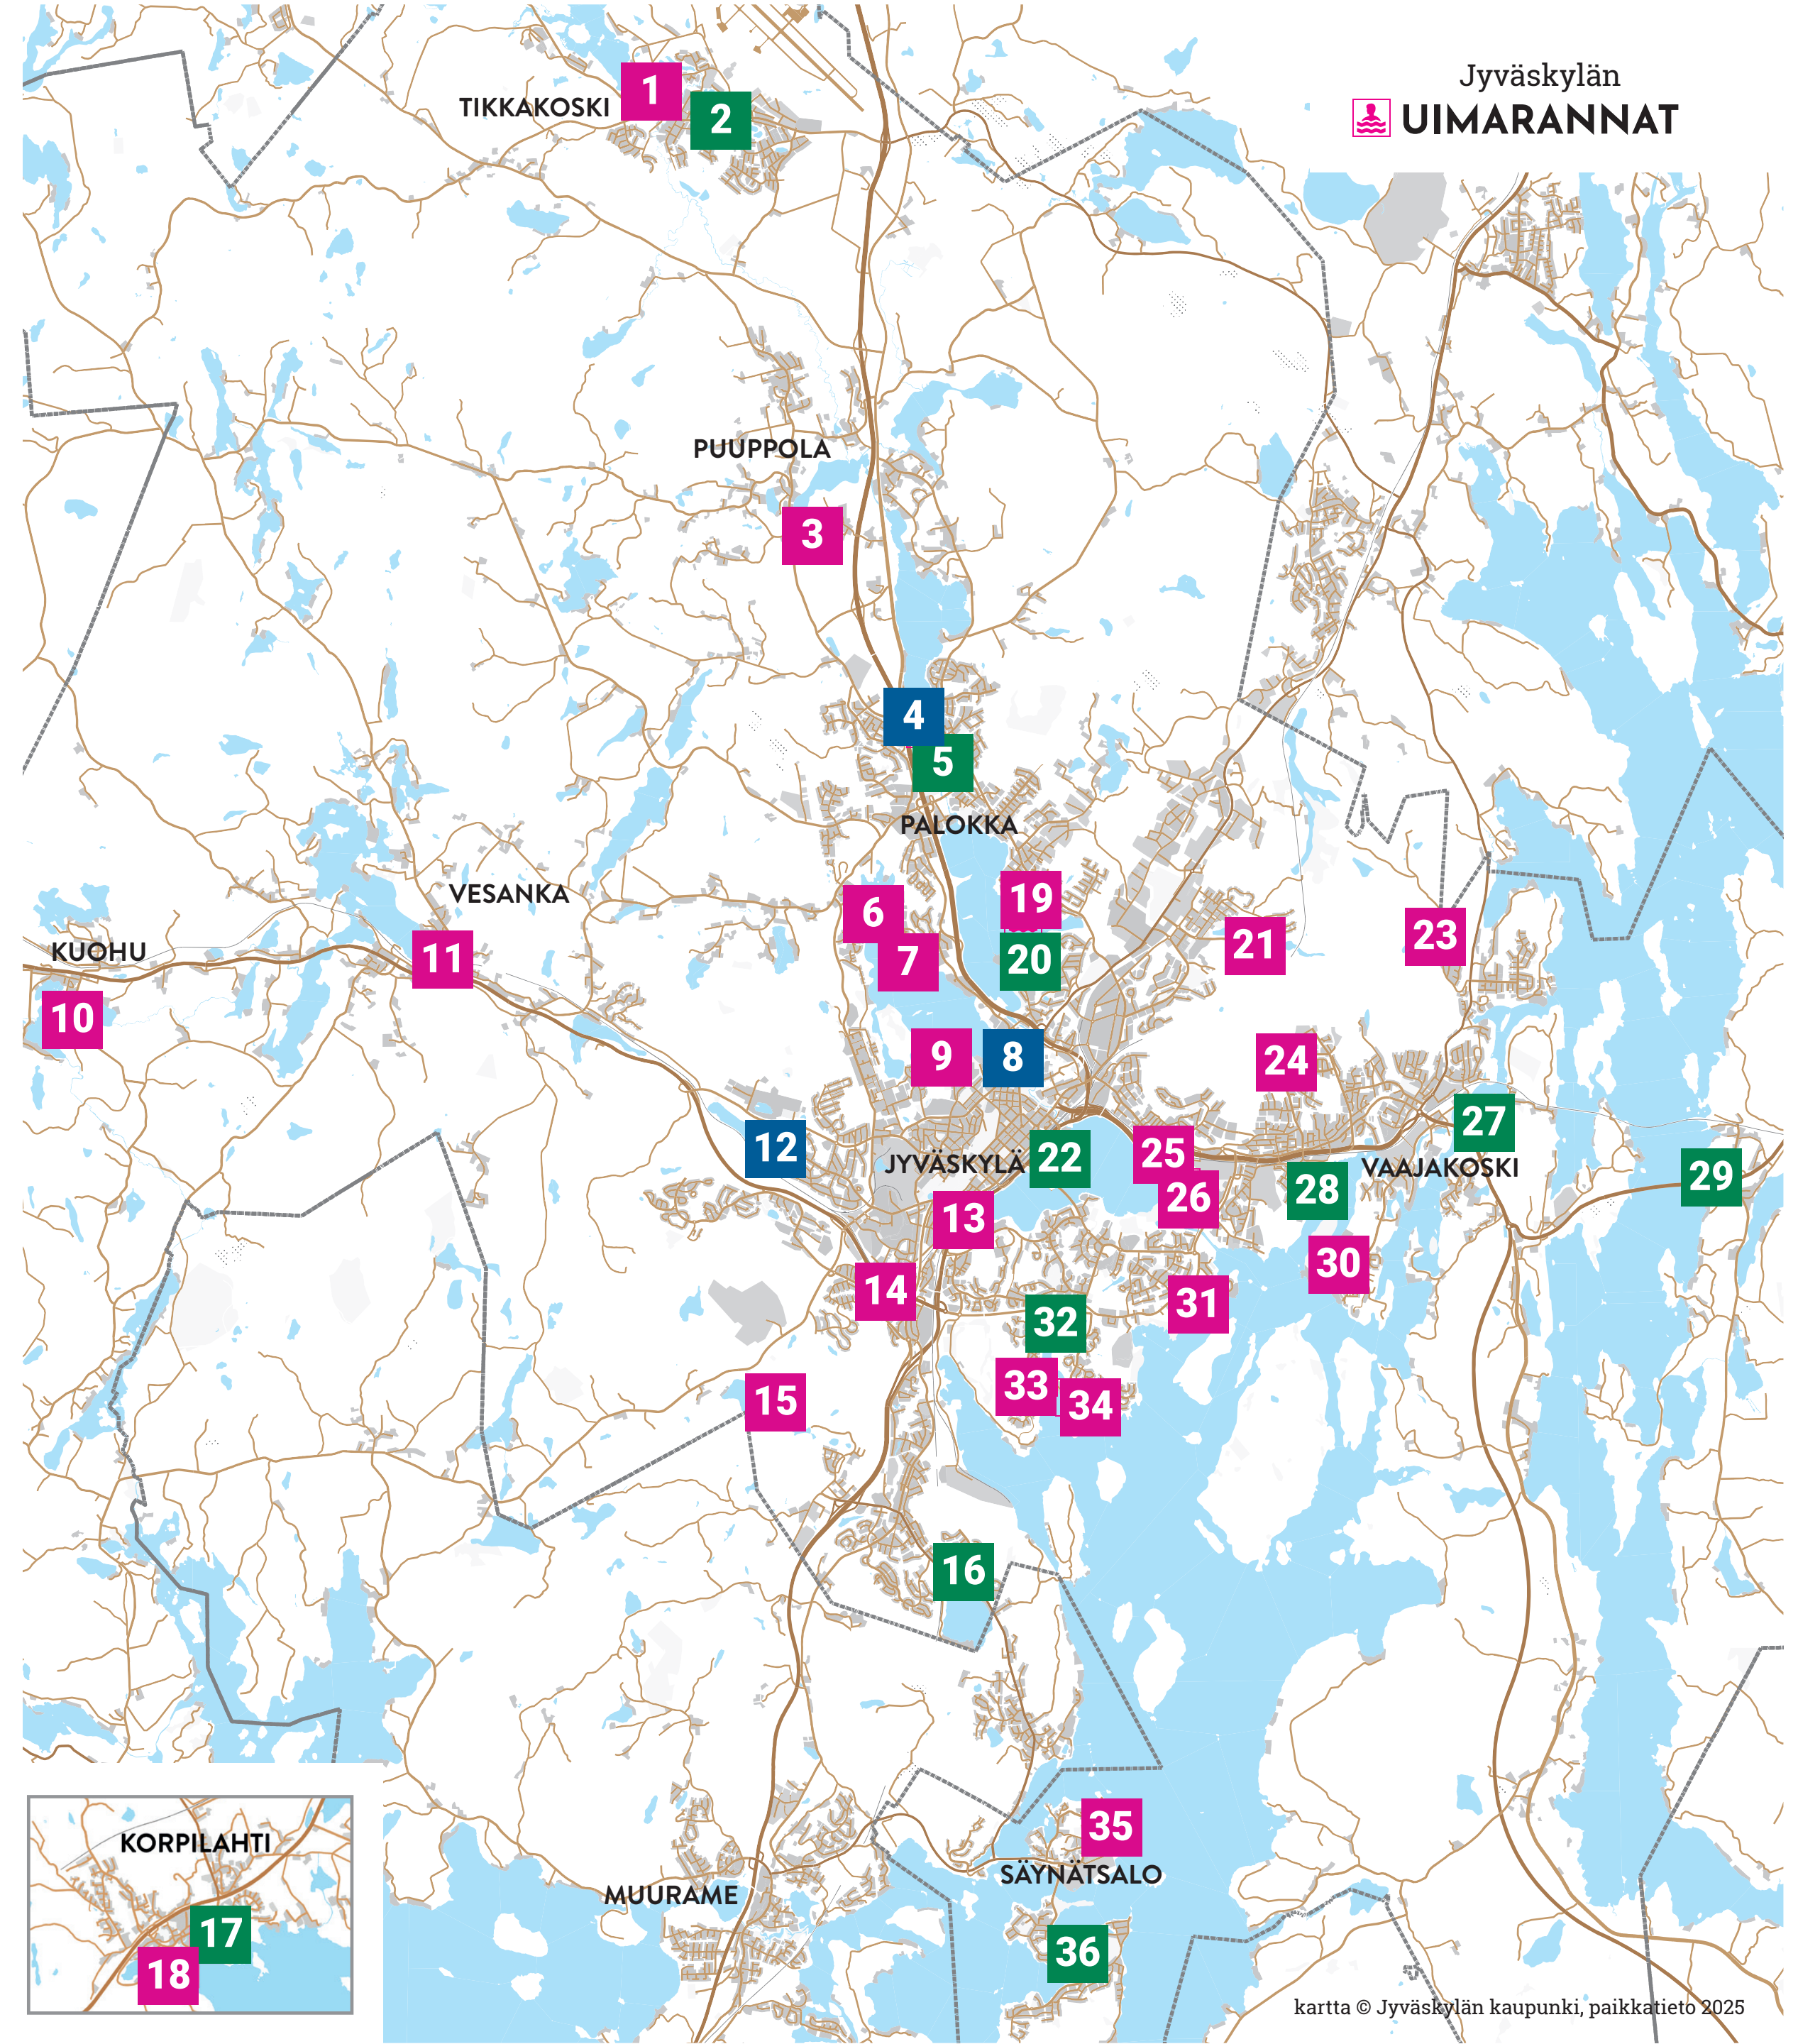 Jyväskylän
UIMARANNAT
1
TIKKAKOSKI
2
PUUPPOLA
3
4
5
PALOKKA
VESANKA
6
19
KUOHU
11
7
20
21
23
10
9
8
24
12
JYVÄSKYLÄ
22
25
27
VAAJAKOSKI
26
28
29
13
30
14
31
32
15
33
34
16
KORPILAHTI
17
18
35
SÄYNÄTSALO
MUURAME
36
kartta © Jyväskylän kaupunki, paikkatieto 2025